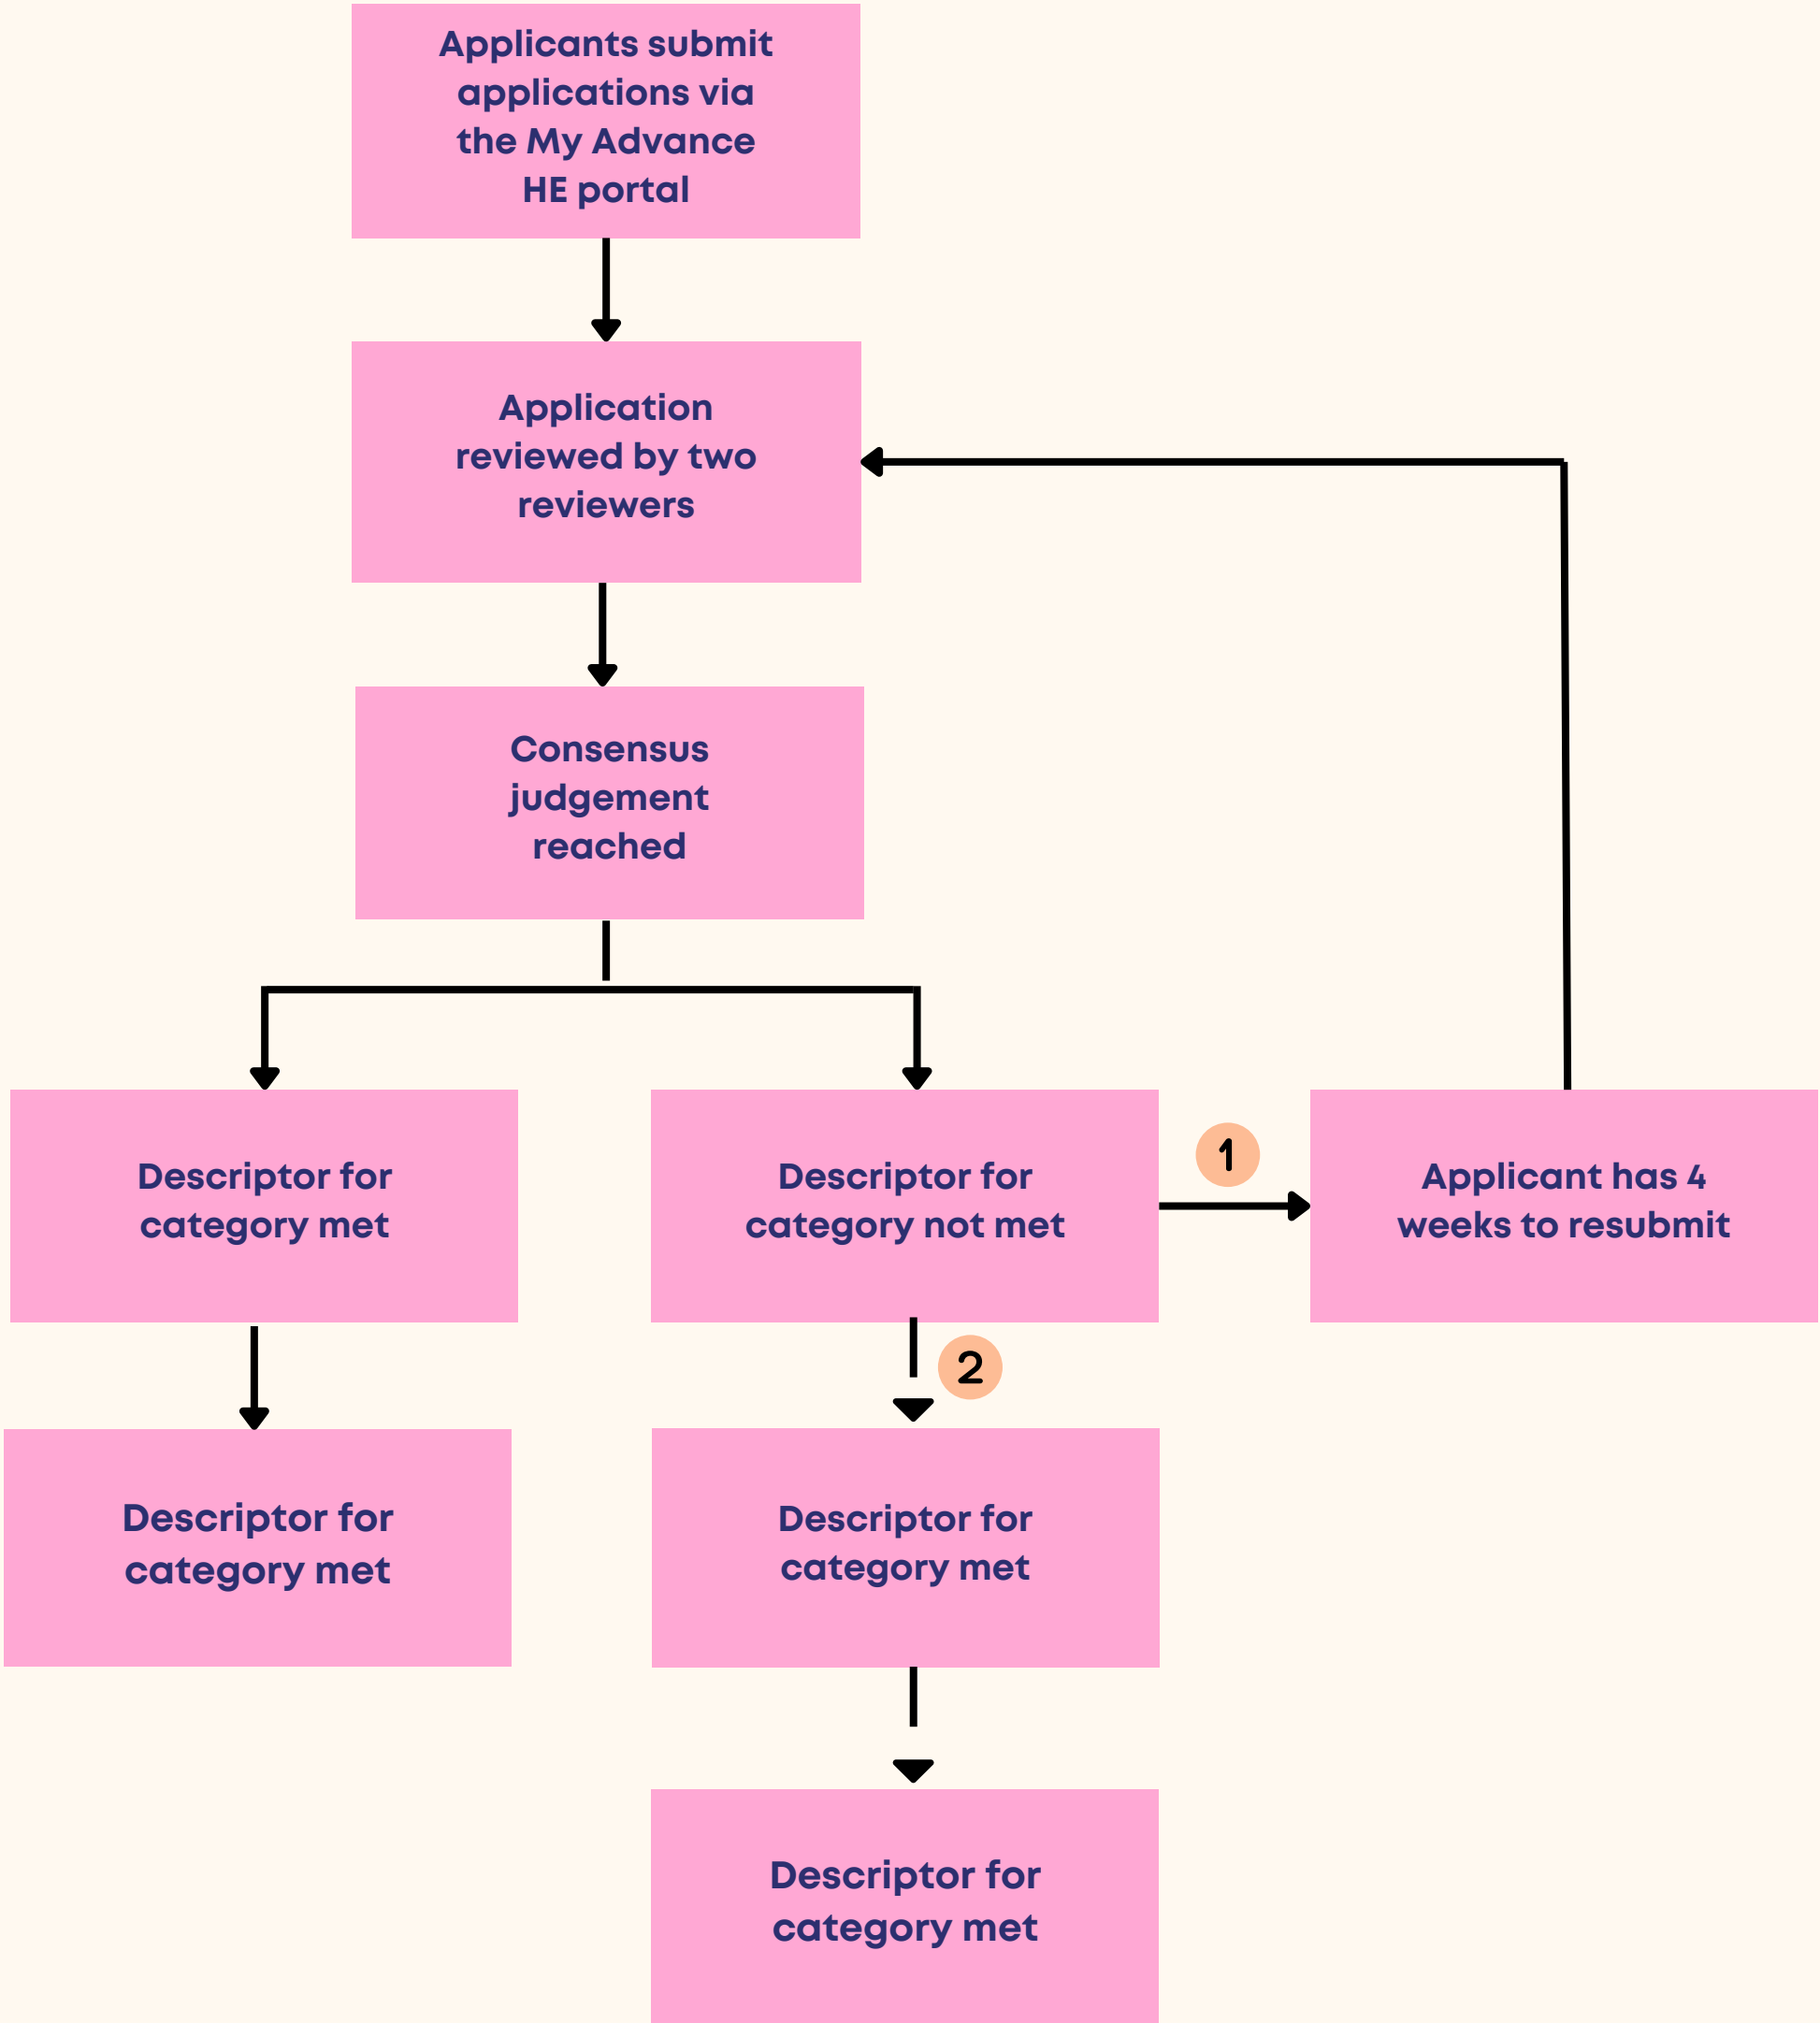 Applicants submit
applications via
the My Advance
HE portal
Application
reviewed by two
reviewers
Consensus
judgement
reached
Descriptor for
category met
Descriptor for
category not met
1
Applicant has 4
weeks to resubmit
2
Descriptor for
category met
Descriptor for
category met
Descriptor for
category met